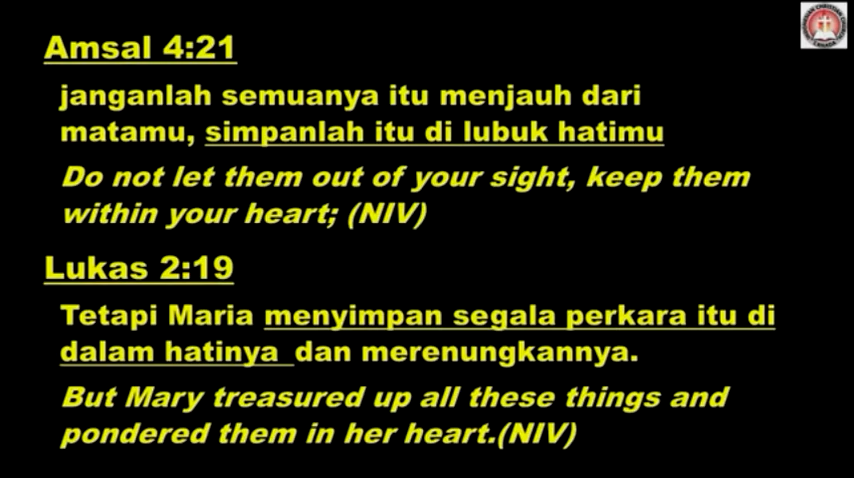 Amsal 4:21
janganlah semuanya itu menjauh dari
matamu, simpanlah itu di lubuk hatimu
Do not let them out of your sight, keep them
within your heart; (NIV)
Lukas 2:19
Tetapi Maria menyimpan segala perkara itu di
dalam hatinya dan merenungkannya.
But Mary treasured up all these things and
pondered them in her heart.(NIV)